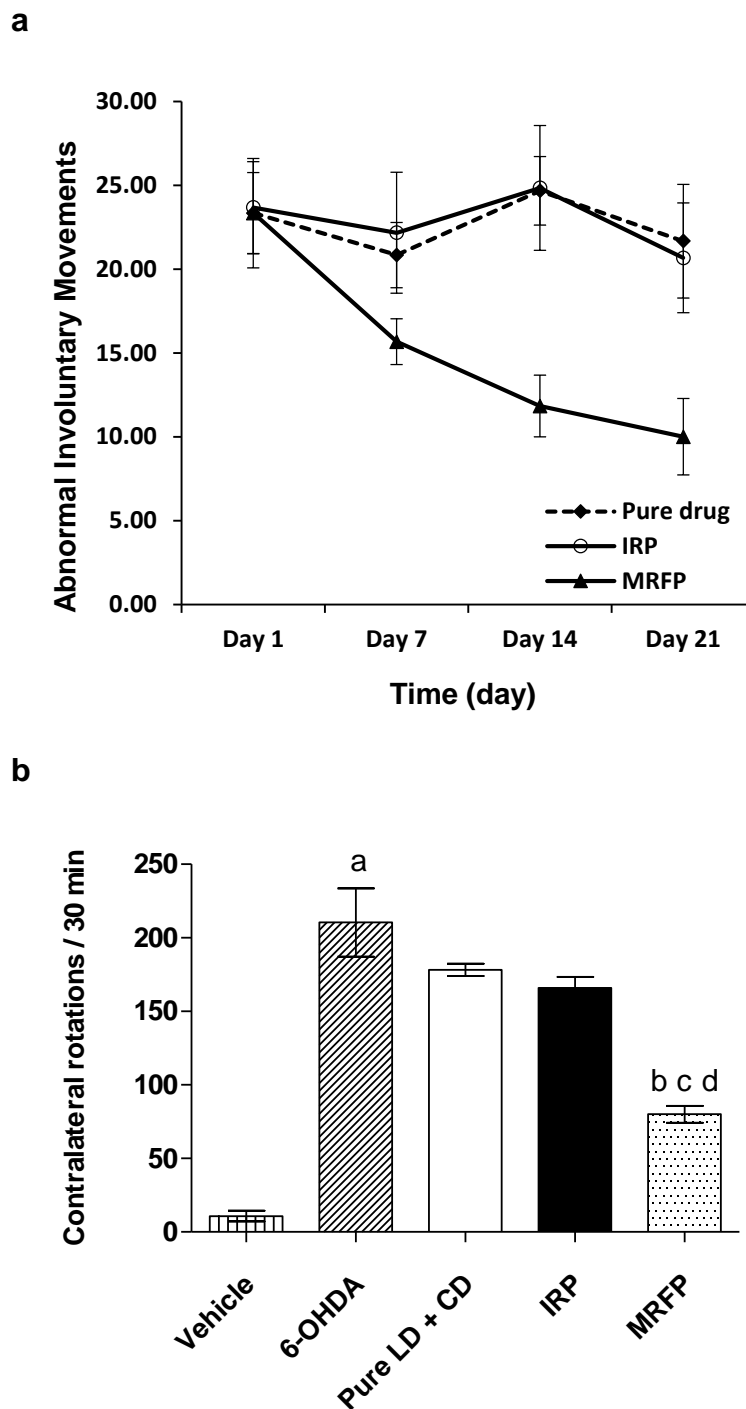 a
Abnormal Involuntary Movements
30.00
25.00
20.00
15.00
10.00
5.00
0.00
Pure drug
IRP
MRFP
Day 1 Day 7 Day 14 Day 21
Time (day)
b
Contralateral rotations / 30 min
250
200
150
100
50
0
a
b c d
Vehicle
6-OHDA
Pure LD + CD
IRP
MRFP